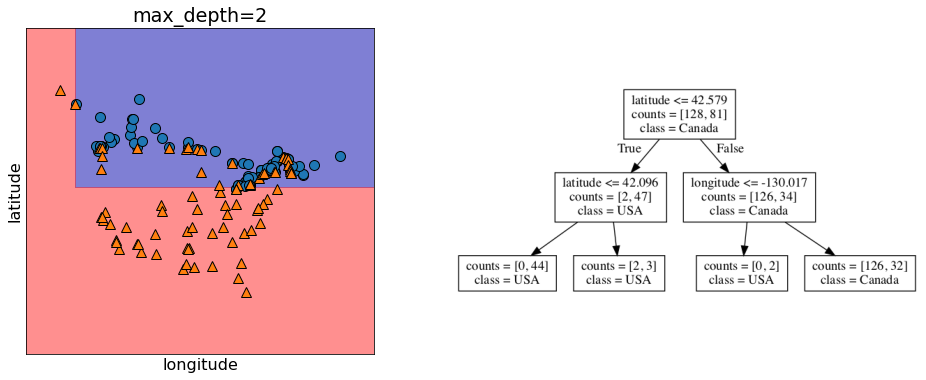 max_depth=2
latitude
longitude
latitude <= 42.579
counts = [128, 81]
class = Canada
True
False
latitude <= 42.096
counts = [2, 47]
class = USA
longitude <= -130.017
counts = [126, 34]
class = Canada
counts = [0, 44]
class = USA
counts = [2, 3]
class = USA
counts = [0, 2]
class = USA
counts = [126, 32]
class = Canada